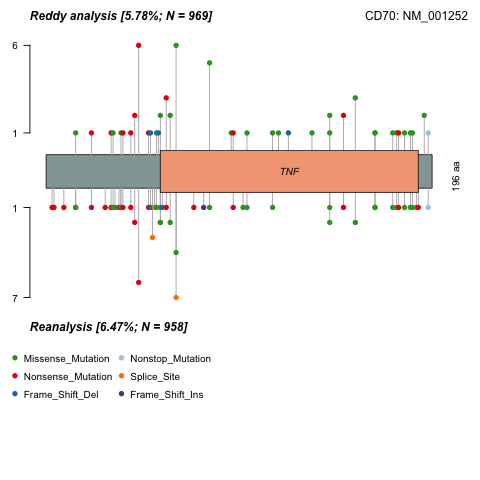 Reddy analysis [5.78%; N = 969]
CD70: NM_001252
6
1
TNF
196 aa
1
7
Reanalysis [6.47%; N = 958]
Missense_Mutation
Nonstop_Mutation
Nonsense_Mutation
Splice_Site
Frame_Shift_Del
Frame_Shift_Ins